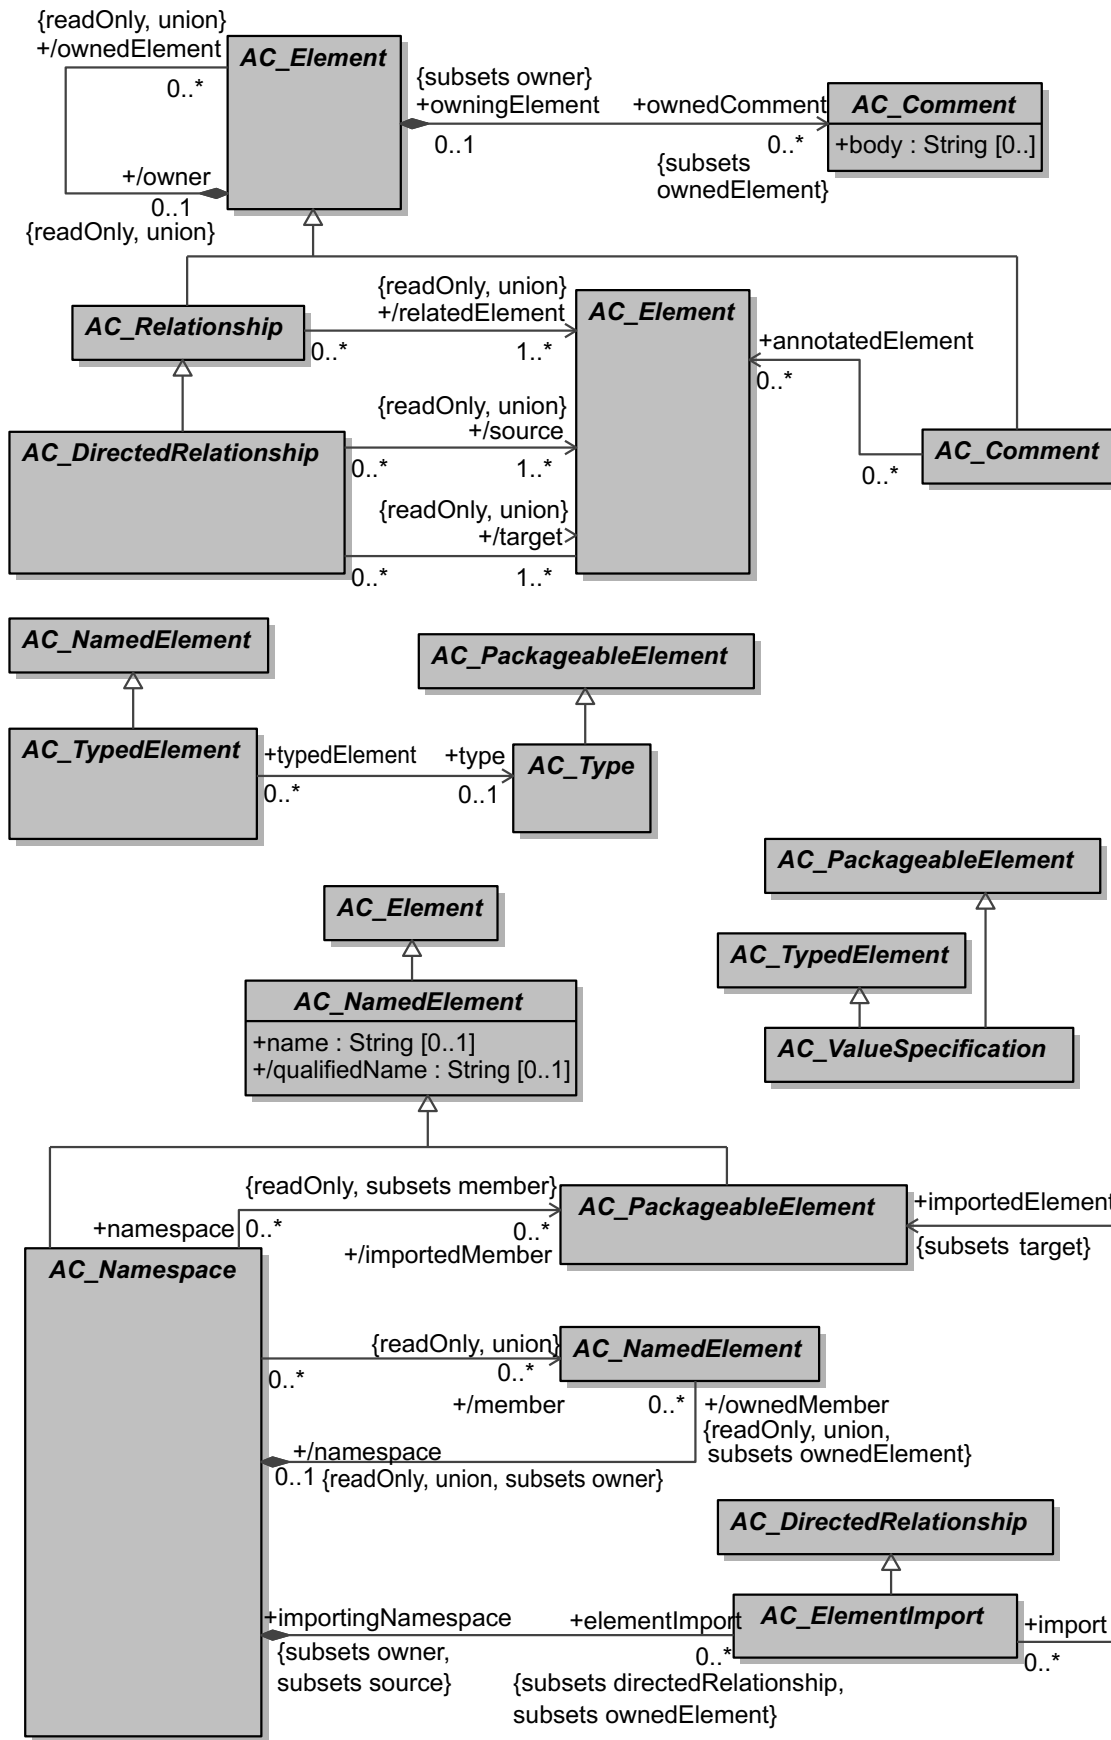 {readOnly, union}
+/ownedElement
0..*
AC_Element
{subsets owner}
+owningElement
0..1
+ownedComment
0..*
{subsets
ownedElement}
AC_Comment
+body : String [0..]
+/owner
0..1
{readOnly, union}
AC_Relationship
{readOnly, union}
+/relatedElement
0..*
1..*
AC_Element
+annotatedElement
0..*
AC_DirectedRelationship
{readOnly, union}
+/source
0..*
1..*
0..*
AC_Comment
{readOnly, union}
+/target
0..*
1..*
AC_NamedElement
AC_PackageableElement
AC_TypedElement
+typedElement
0..*
+type
0..1
AC_Type
AC_PackageableElement
AC_Element
AC_TypedElement
AC_NamedElement
+name : String [0..1]
+/qualifiedName : String [0..1]
AC_ValueSpecification
{readOnly, subsets member}
+namespace
0..*
0..*
+/importedMember
AC_PackageableElement
+importedElement
{subsets target}
AC_Namespace
{readOnly, union}
0..*
0..*
+/member
AC_NamedElement
0..*
+/ownedMember
{readOnly, union,
subsets ownedElement}
+/namespace
0..1
{readOnly, union, subsets owner}
AC_DirectedRelationship
+importingNamespace
{subsets owner,
subsets source}
+elementImport
0..*
{subsets directedRelationship,
subsets ownedElement}
AC_ElementImport
+import
0..*